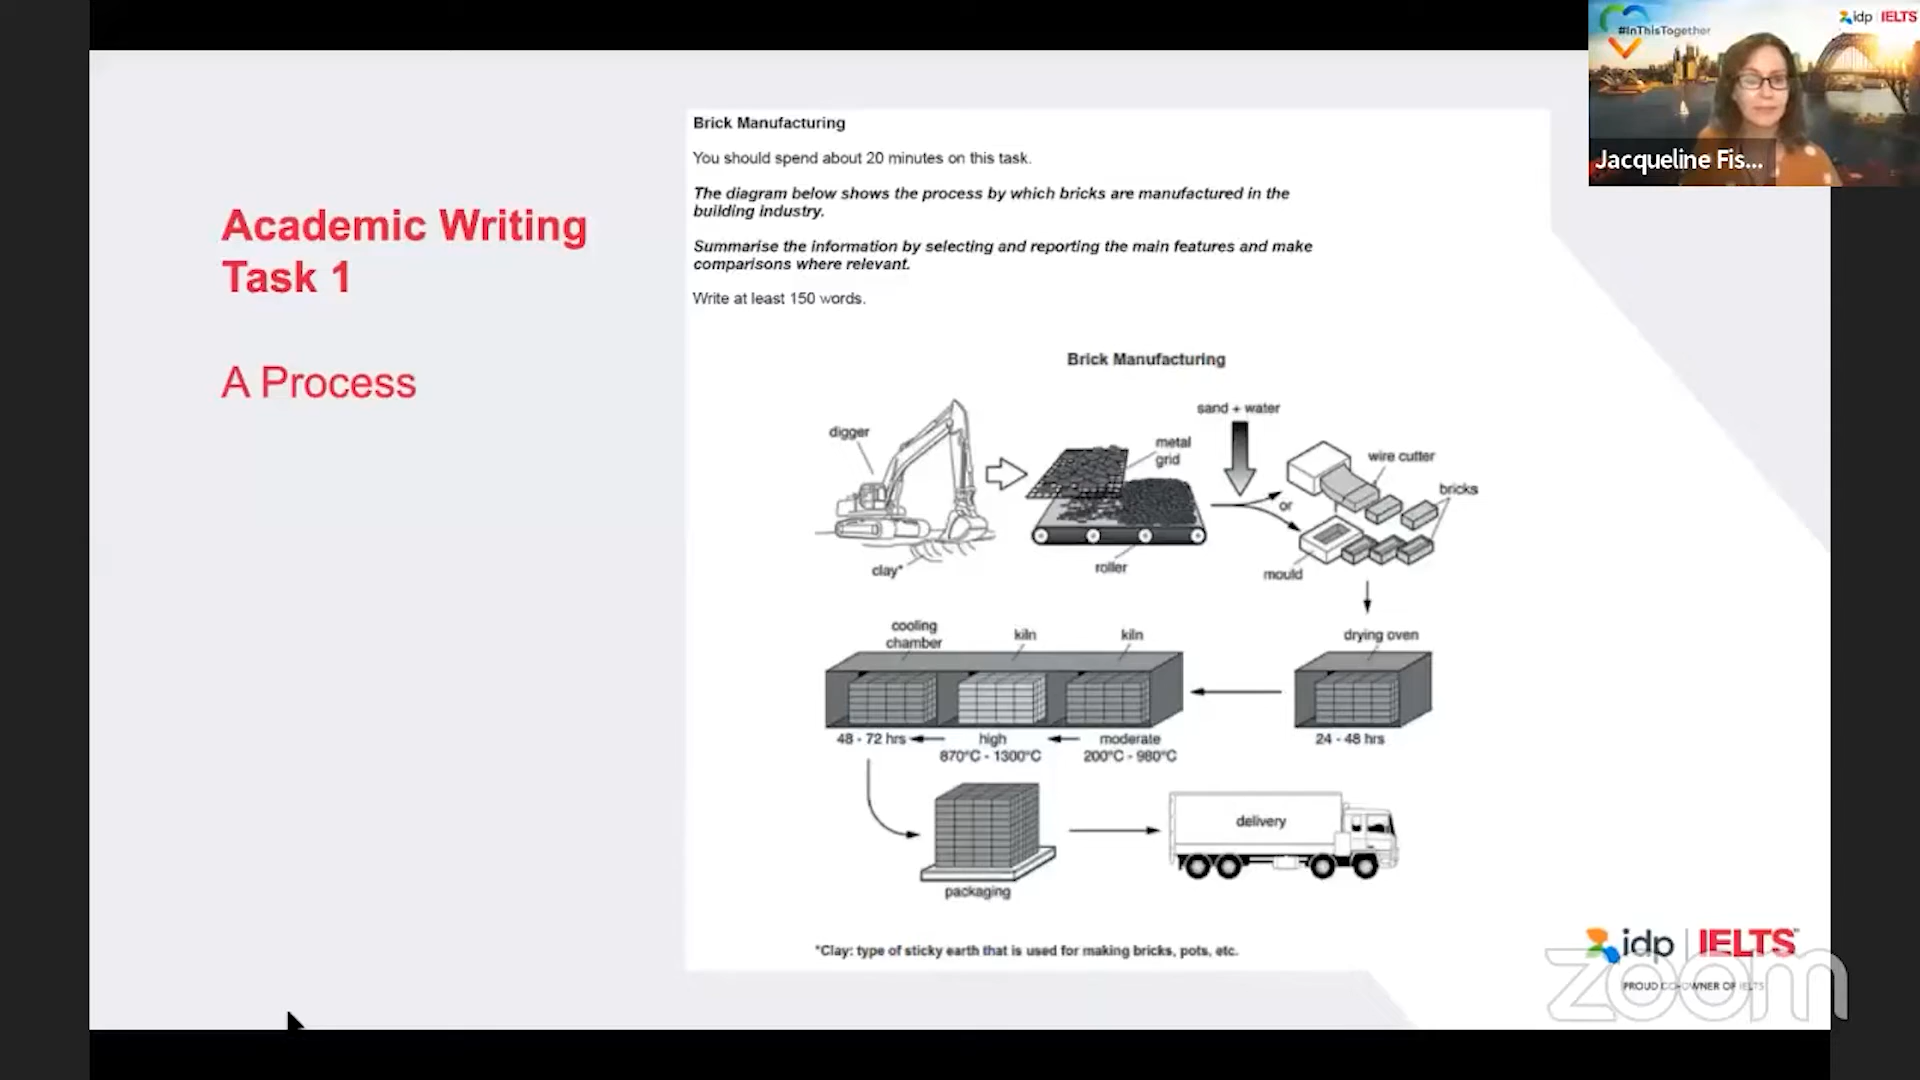 #InThisTogether
idp IELTS
Jacqueline Fis...
Academic Writing
Task 1
A Process
Brick Manufacturing
You should spend about 20 minutes on this task.
The diagram below shows the process by which bricks are manufactured in the
building industry.
Summarise the information by selecting and reporting the main features and make
comparisons where relevant.
Write at least 150 words.
Brick Manufacturing
digger
clay*
metal
grid
roller
sand + water
or
wire cutter
bricks
mould
drying oven
24 - 48 hrs
cooling
chamber
kiln
kiln
48 - 72 hrs
high
870°C - 1300°C
moderate
200°C - 980°C
packaging
delivery
*Clay: type of sticky earth that is used for making bricks, pots, etc.
idp IELTS™
PROUD CO-OWNER OF IELTS
zoom